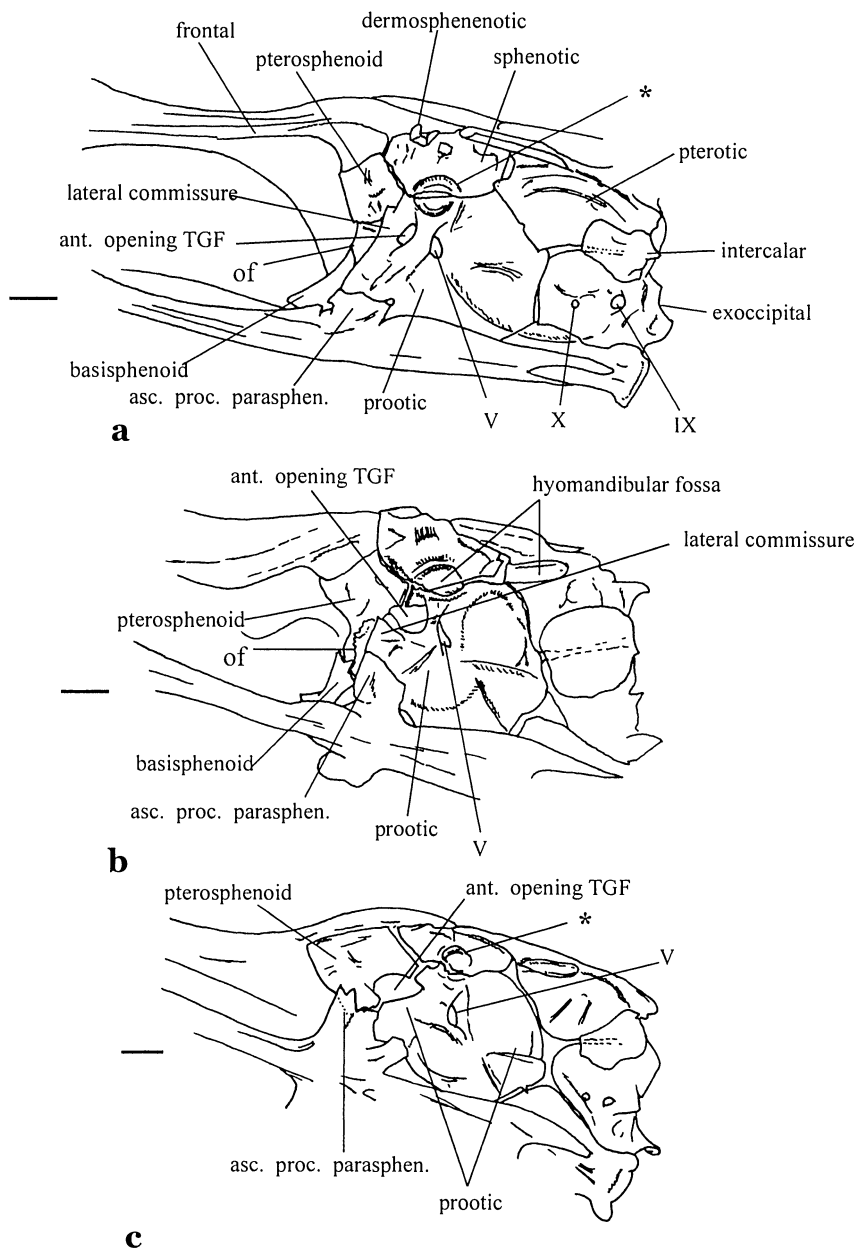 dermosphenenotic
frontal
pterosphenoid
sphenotic
*
pterotic
lateral commissure
ant. opening TGF
of
intercalar
exoccipital
basisphenoid
asc. proc. parasphen.
prootic
V
X
IX
a
ant. opening TGF
hyomandibular fossa
lateral commissure
pterosphenoid
of
basisphenoid
asc. proc. parasphen.
prootic
V
b
pterosphenoid
ant. opening TGF
*
V
asc. proc. parasphen.
prootic
c